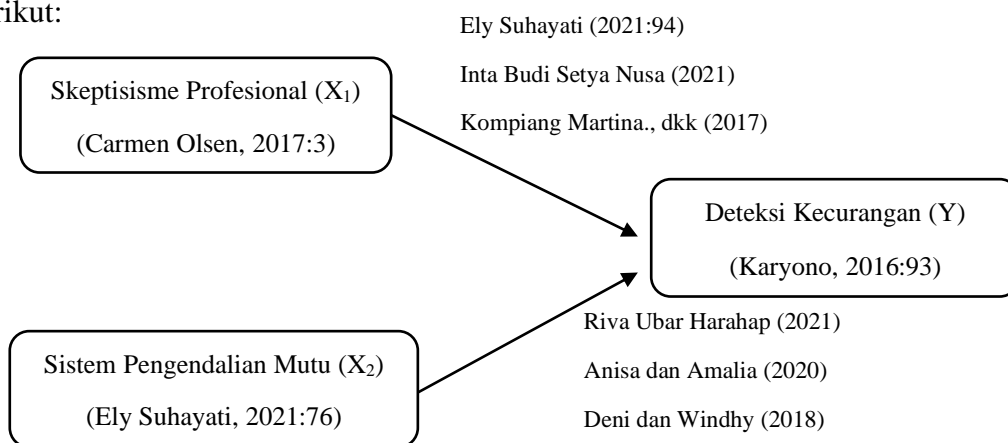 rikut:
Ely Suhayati (2021:94)
Inta Budi Setya Nusa (2021)
Kompiang Martina., dkk (2017)
Skeptisisme Profesional (X₁)
(Carmen Olsen, 2017:3)
Deteksi Kecurangan (Y)
(Karyono, 2016:93)
Riva Ubar Harahap (2021)
Anisa dan Amalia (2020)
Deni dan Windhy (2018)
Sistem Pengendalian Mutu (X₂)
(Ely Suhayati, 2021:76)